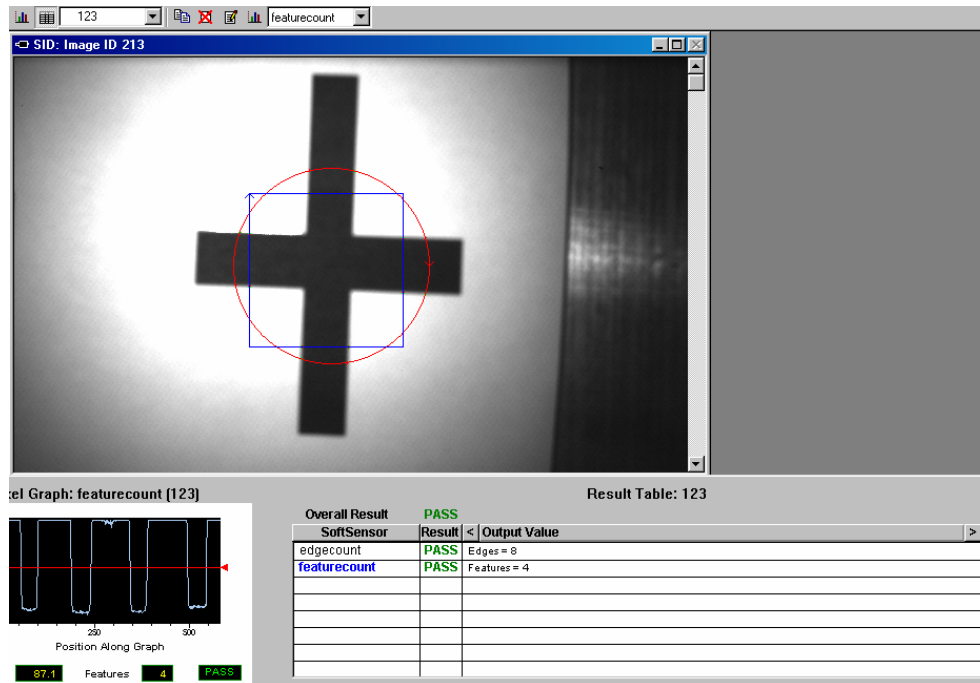 123 featurecount
SID: Image ID 213
xel Graph: featurecount (123)
Result Table: 123
Overall Result PASS
SoftSensor Result < Output Value >
edgecount PASS Edges = 8
featurecount PASS Features = 4
250 500
Position Along Graph
87.1 Features 4 PASS